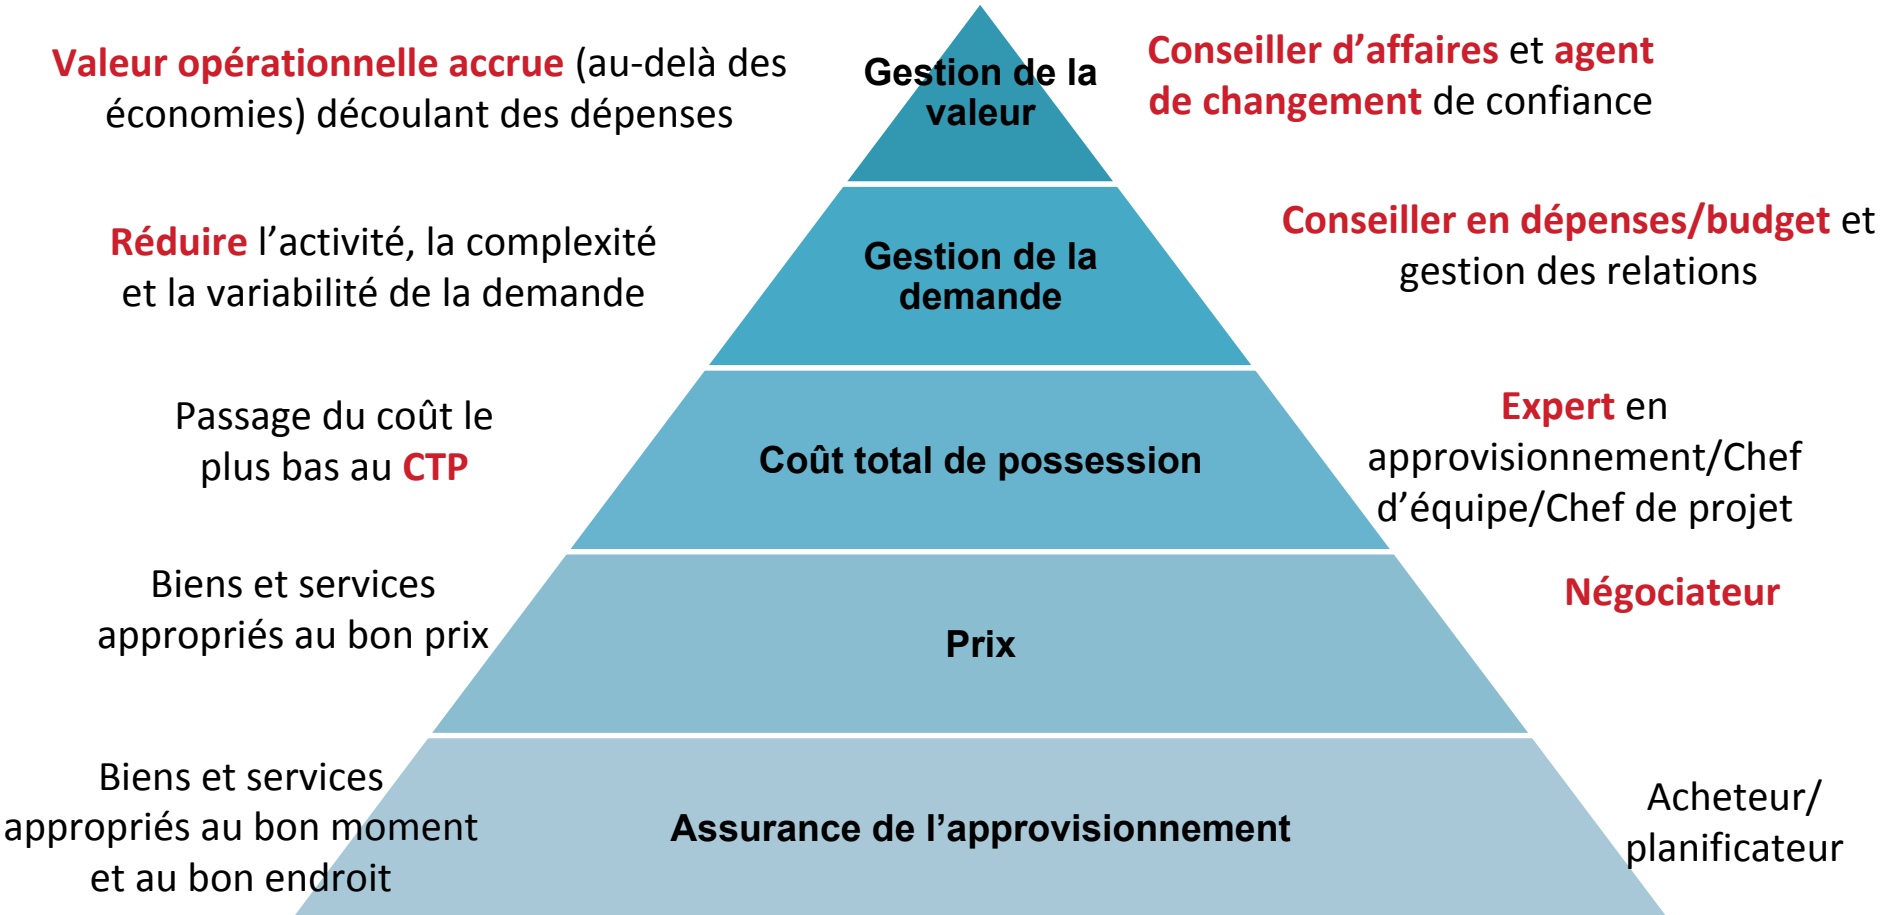 Valeur opérationnelle accrue (au-delà des
économies) découlant des dépenses
Gestion de la
valeur
Conseiller d’affaires et agent
de changement de confiance
Réduire l’activité, la complexité
et la variabilité de la demande
Gestion de la
demande
Conseiller en dépenses/budget et
gestion des relations
Passage du coût le
plus bas au CTP
Coût total de possession
Expert en
approvisionnement/Chef
d’équipe/Chef de projet
Biens et services
appropriés au bon prix
Prix
Négociateur
Biens et services
appropriés au bon moment
et au bon endroit
Assurance de l’approvisionnement
Acheteur/
planificateur